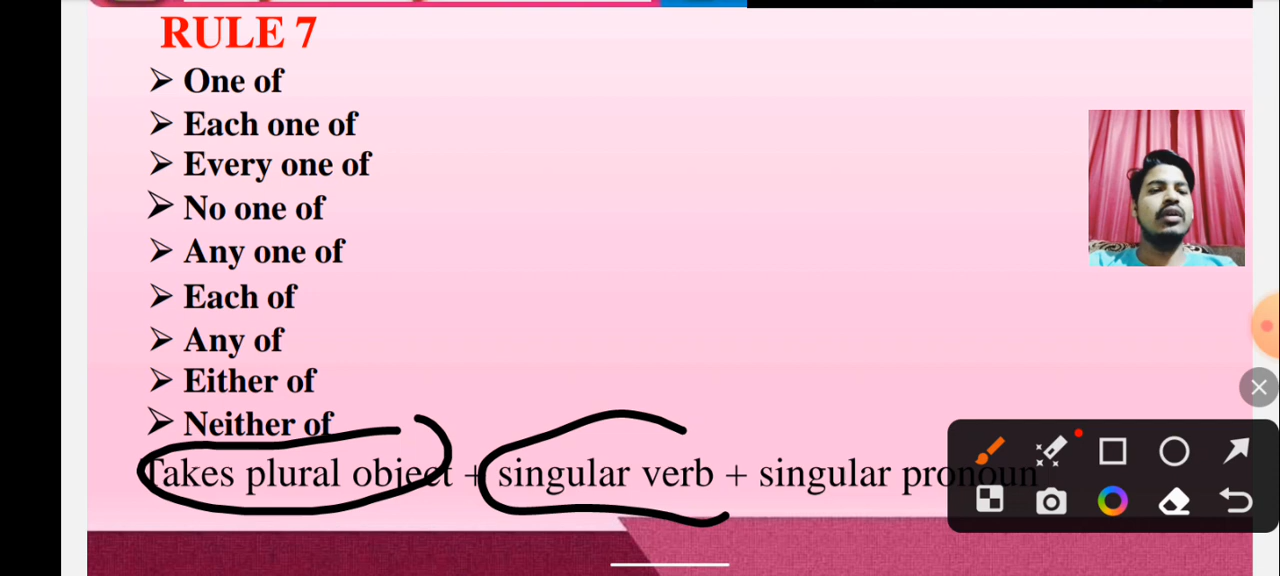 RULE 7
➢ One of
➢ Each one of
➢ Every one of
➢ No one of
➢ Any one of
➢ Each of
➢ Any of
➢ Either of
➢ Neither of
Takes plural object + singular verb + singular pronoun